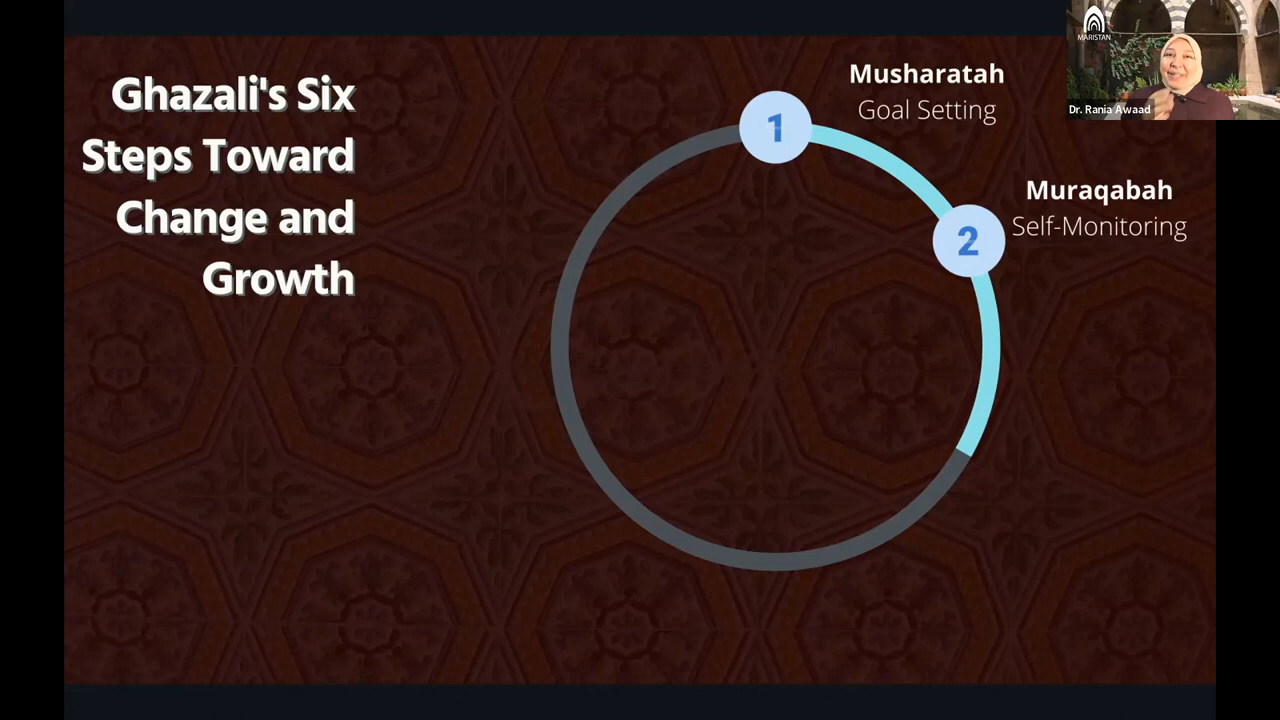 Ghazali's Six
Steps Toward
Change and
Growth
1
Musharatah
Goal Setting
2
Muraqabah
Self-Monitoring
MARISTAN
Dr. Rania Awaad